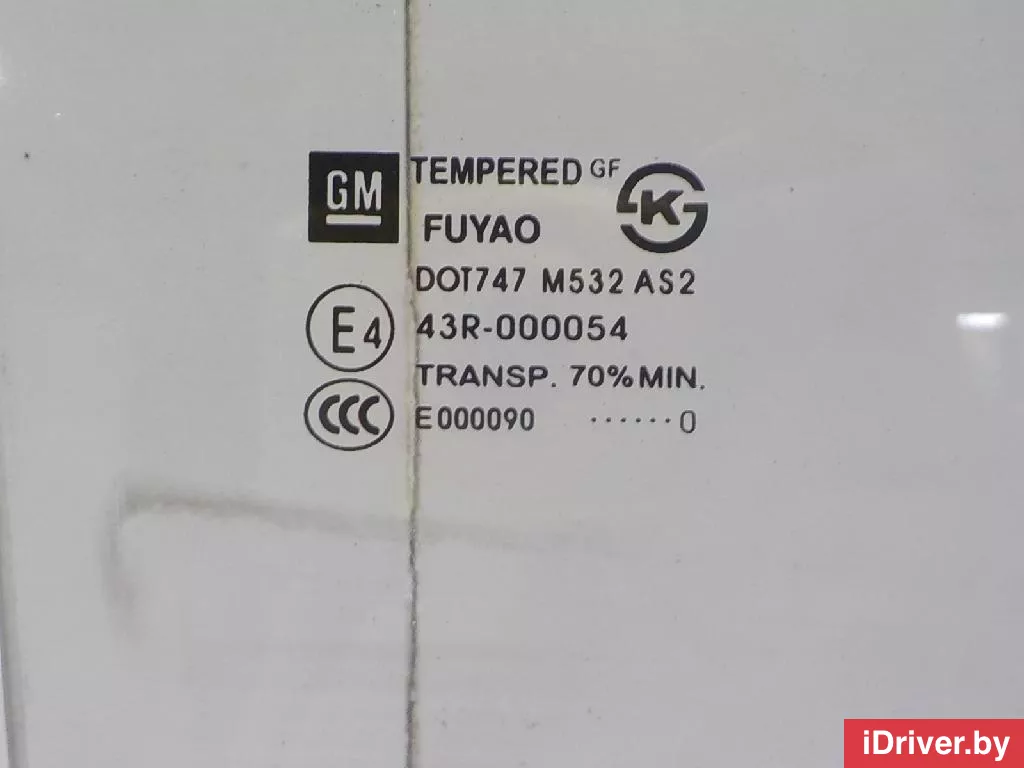 GM
TEMPERED GF
FUYAO
K
DOT747 M532 AS2
E4 43R-000054
TRANSP. 70% MIN.
CCC E000090 ······0
iDriver.by